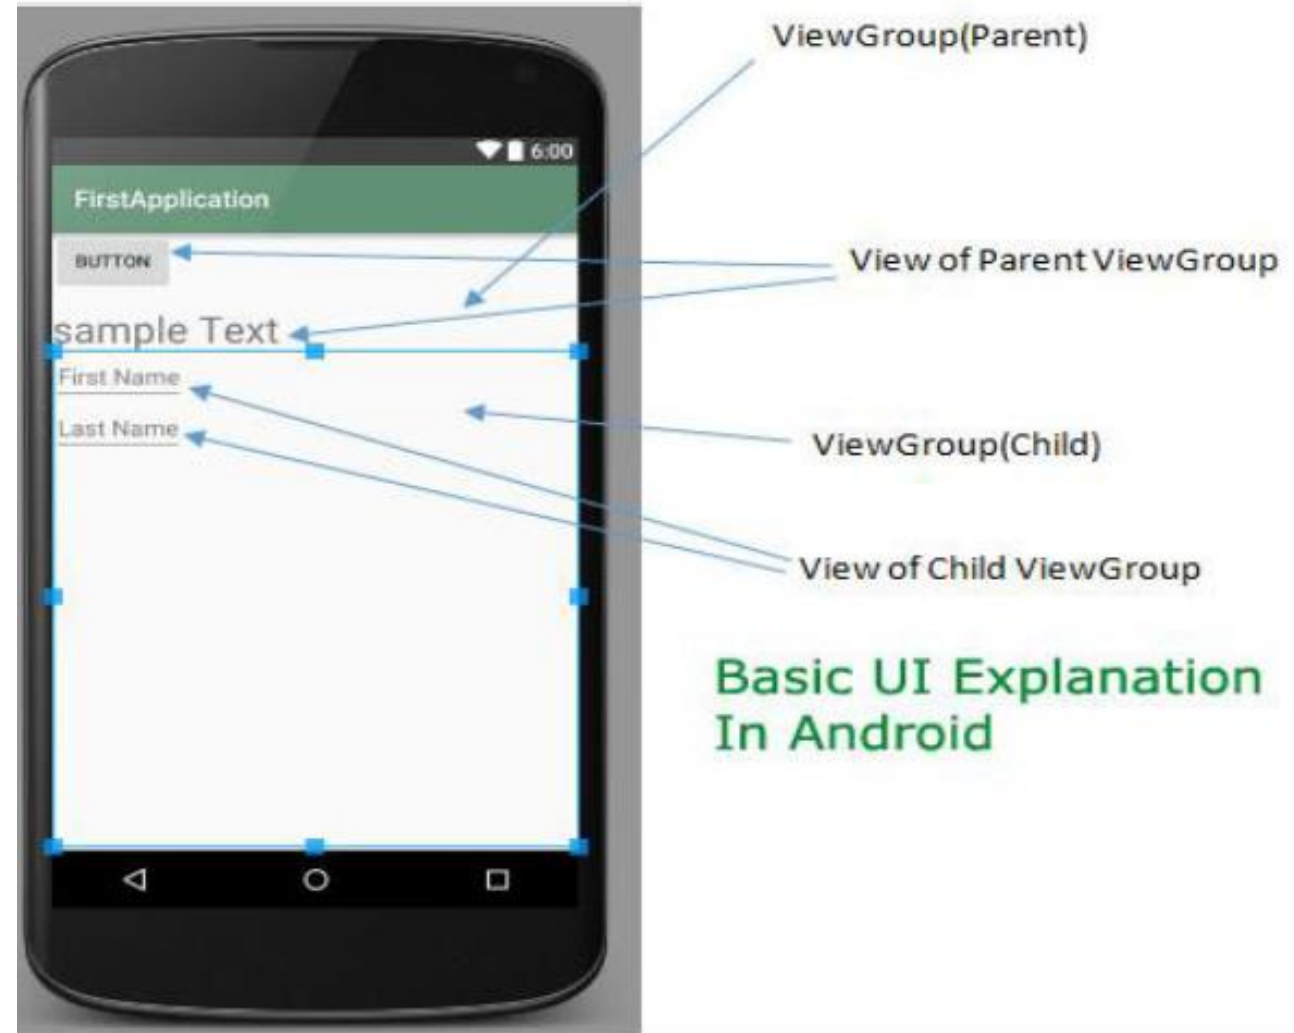 ViewGroup(Parent)
6:00
FirstApplication
BUTTON
View of Parent ViewGroup
sample Text
First Name
Last Name
ViewGroup(Child)
View of Child ViewGroup
Basic UI Explanation
In Android